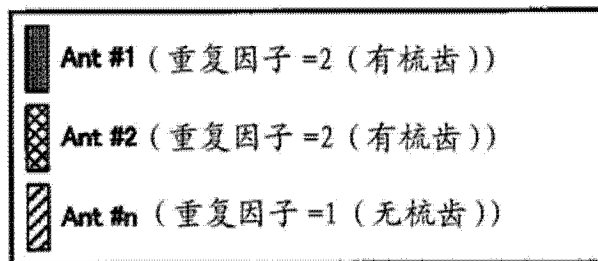 Ant #1 (重复因子=2 (有梳齿))
Ant #2 (重复因子=2 (有梳齿))
Ant #n (重复因子=1 (无梳齿))